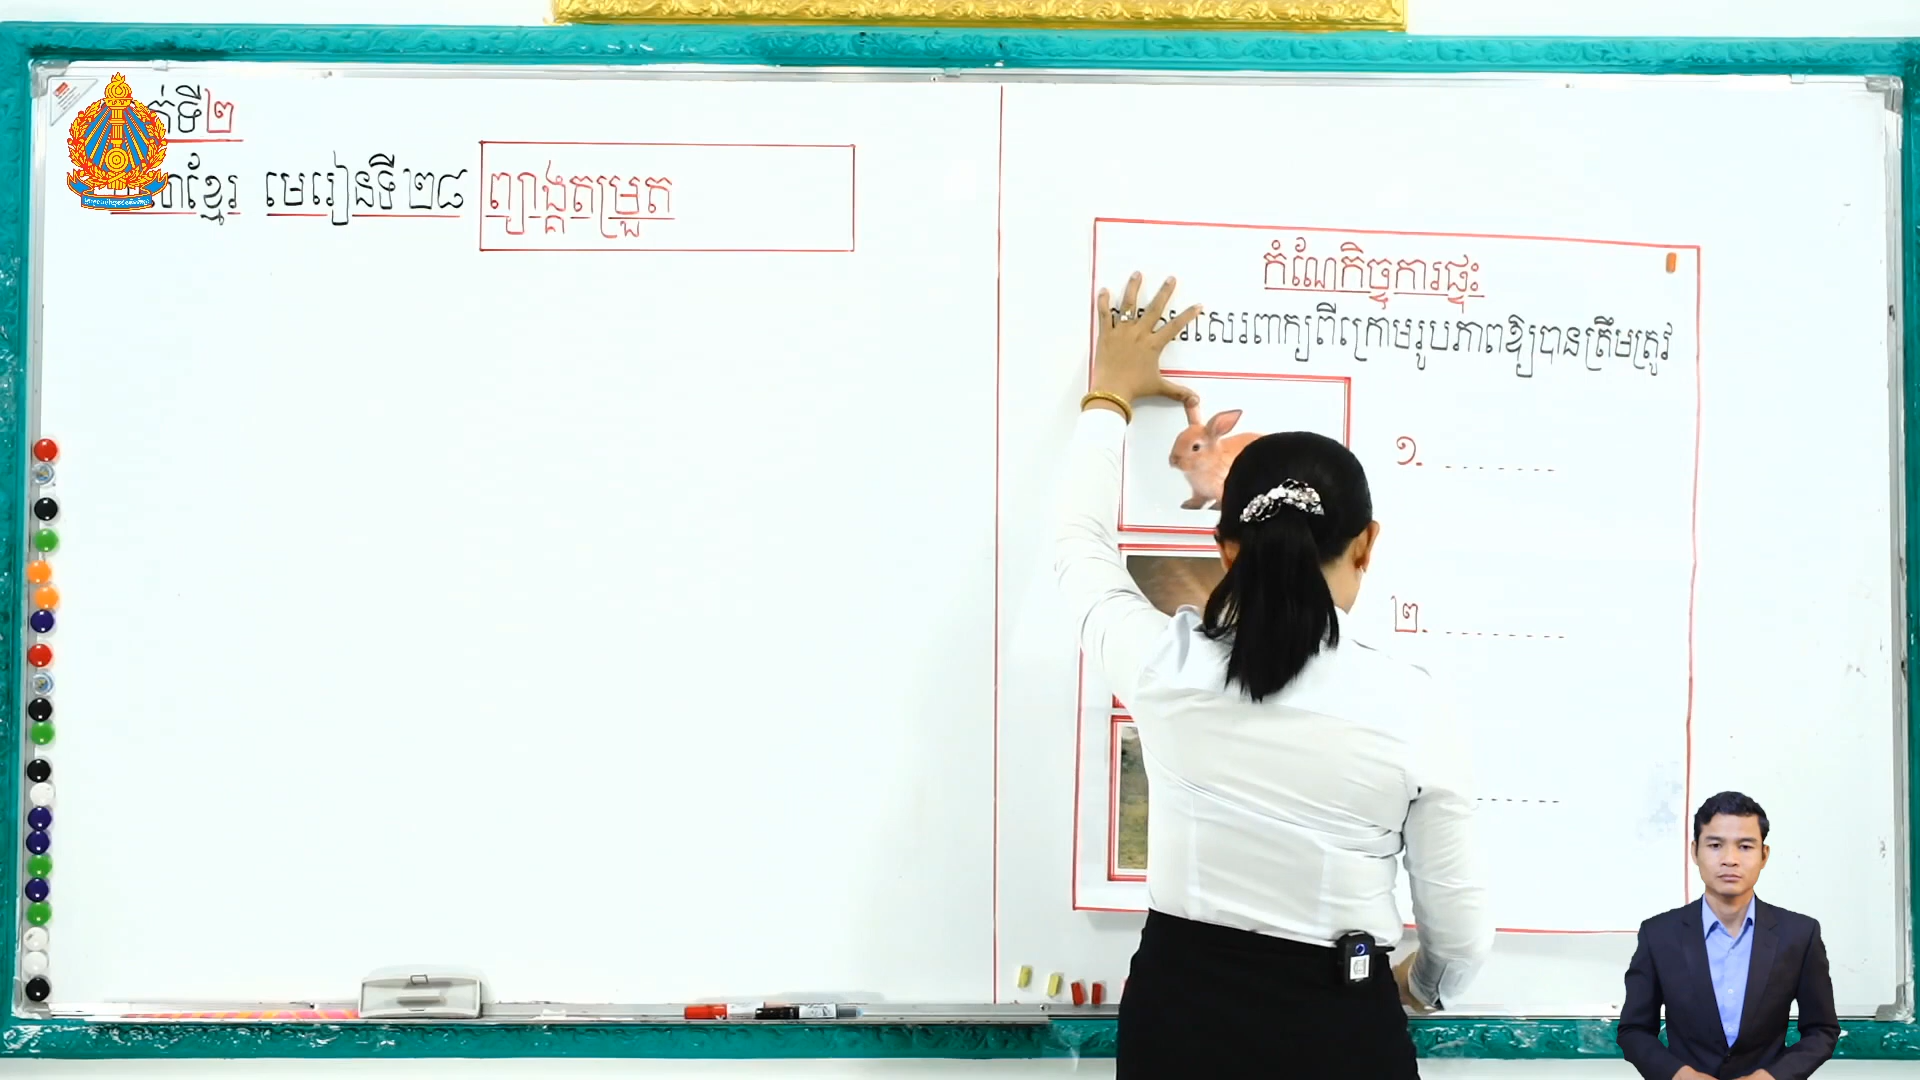 ទី២
ខ្មែរ មេរៀនទី២៨ ព្យាង្គតម្រួត
កំណែកិច្ចការផ្ទះ
សរសេរពាក្យពីក្រោមរូបភាពឱ្យបានត្រឹមត្រូវ
១. ........
២. ........